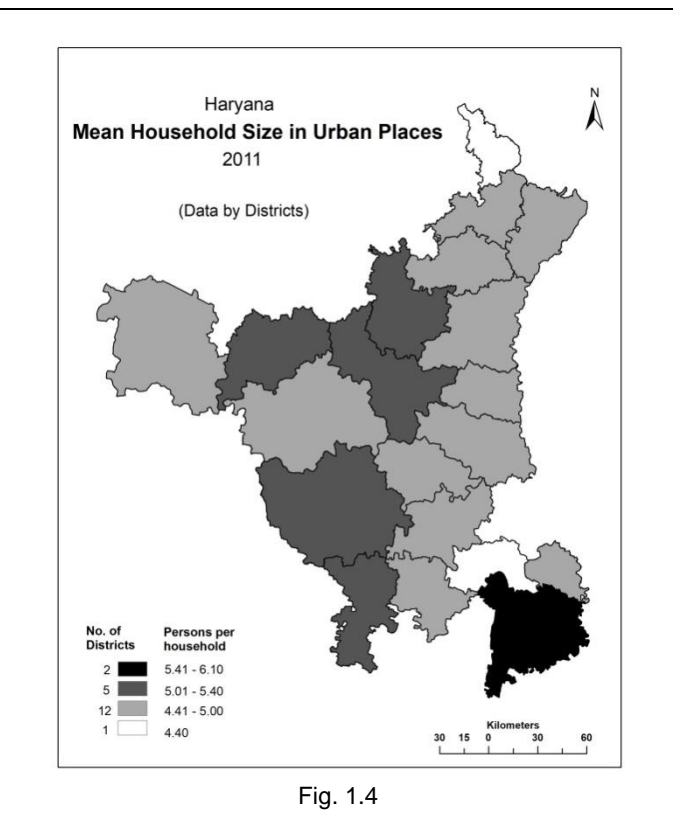 Haryana
Mean Household Size in Urban Places
2011
(Data by Districts)
N
No. of Districts
Persons per household
2 5.41 - 6.10
5 5.01 - 5.40
12 4.41 - 5.00
1 4.40
Kilometers
30 15 0 30 60
Fig. 1.4